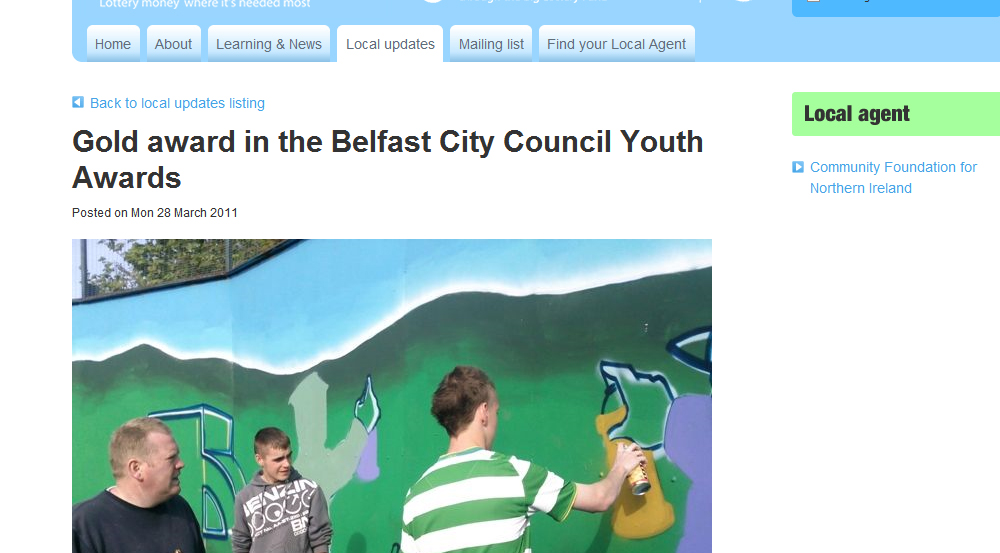 Lottery money where it's needed most
Home
About
Learning & News
Local updates
Mailing list
Find your Local Agent
Back to local updates listing
Gold award in the Belfast City Council Youth
Awards
Posted on Mon 28 March 2011
Local agent
Community Foundation for
Northern Ireland
BENZIN